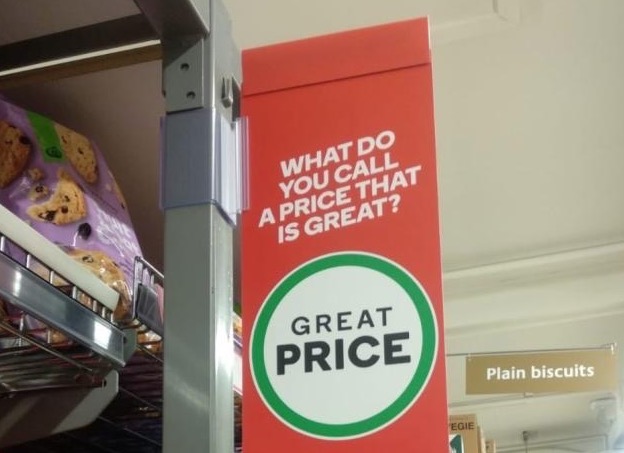 WHAT DO
YOU CALL
A PRICE THAT
IS GREAT?
GREAT
PRICE
Plain biscuits